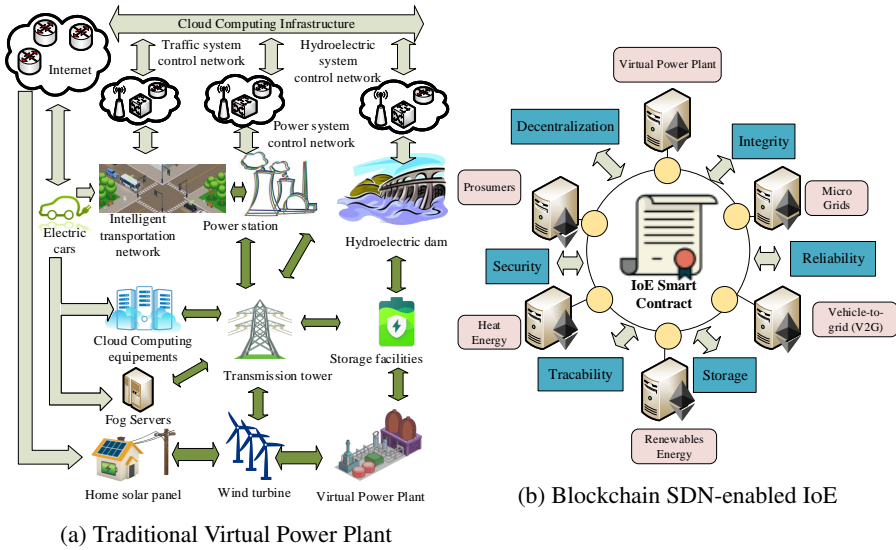 Cloud Computing Infrastructure
Internet
Traffic system
control network
Hydroelectric
system
control network
Power system
control network
Electric
cars
Intelligent
transportation
network
Power station
Hydroelectric dam
Cloud Computing
equipements
Transmission tower
Storage facilities
Fog Servers
Home solar panel
Wind turbine
Virtual Power Plant
(a) Traditional Virtual Power Plant
Virtual Power Plant
Decentralization
Integrity
Prosumers
Micro
Grids
Security
IoE Smart
Contract
Reliability
Heat
Energy
Vehicle-to-
grid (V2G)
Tracability
Storage
Renewables
Energy
(b) Blockchain SDN-enabled IoE